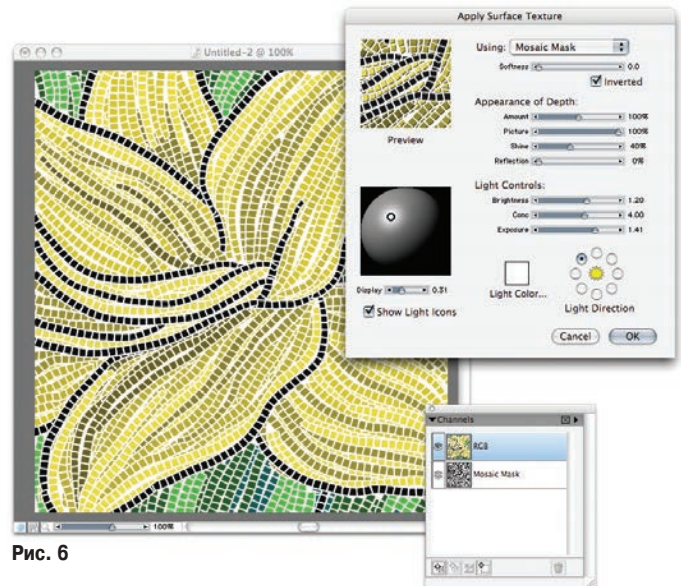 Apply Surface Texture
Untitled-2 @ 100%
Using: Mosaic Mask
Softness 0.0
Inverted
Appearance of Depth:
Amount 100%
Picture 100%
Shine 40%
Reflection 0%
Preview
Light Controls:
Brightness 1.20
Conc 4.00
Exposure 1.41
Display 0.31
Show Light Icons
Light Color...
Light Direction
Cancel OK
Channels
RGB
Mosaic Mask
100%
Рис. 6